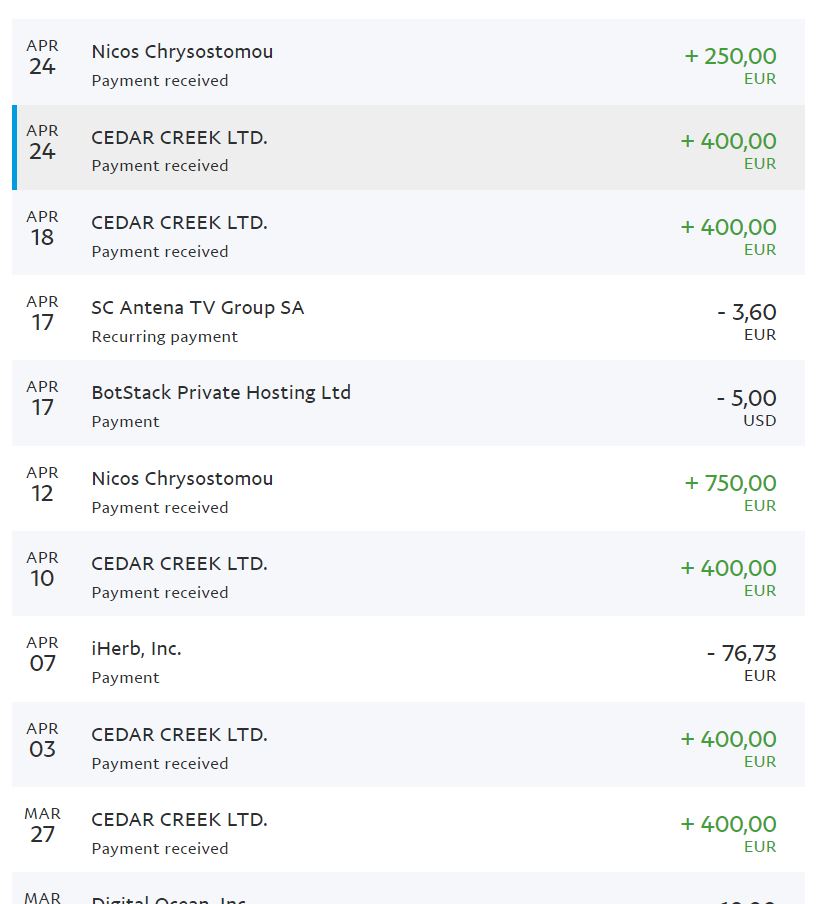 APR
24
Nicos Chrysostomou
Payment received
+ 250,00
EUR
APR
24
CEDAR CREEK LTD.
Payment received
+ 400,00
EUR
APR
18
CEDAR CREEK LTD.
Payment received
+ 400,00
EUR
APR
17
SC Antena TV Group SA
Recurring payment
- 3,60
EUR
APR
17
BotStack Private Hosting Ltd
Payment
- 5,00
USD
APR
12
Nicos Chrysostomou
Payment received
+ 750,00
EUR
APR
10
CEDAR CREEK LTD.
Payment received
+ 400,00
EUR
APR
07
iHerb, Inc.
Payment
- 76,73
EUR
APR
03
CEDAR CREEK LTD.
Payment received
+ 400,00
EUR
MAR
27
CEDAR CREEK LTD.
Payment received
+ 400,00
EUR
MAR
Digital Ocean, Inc.